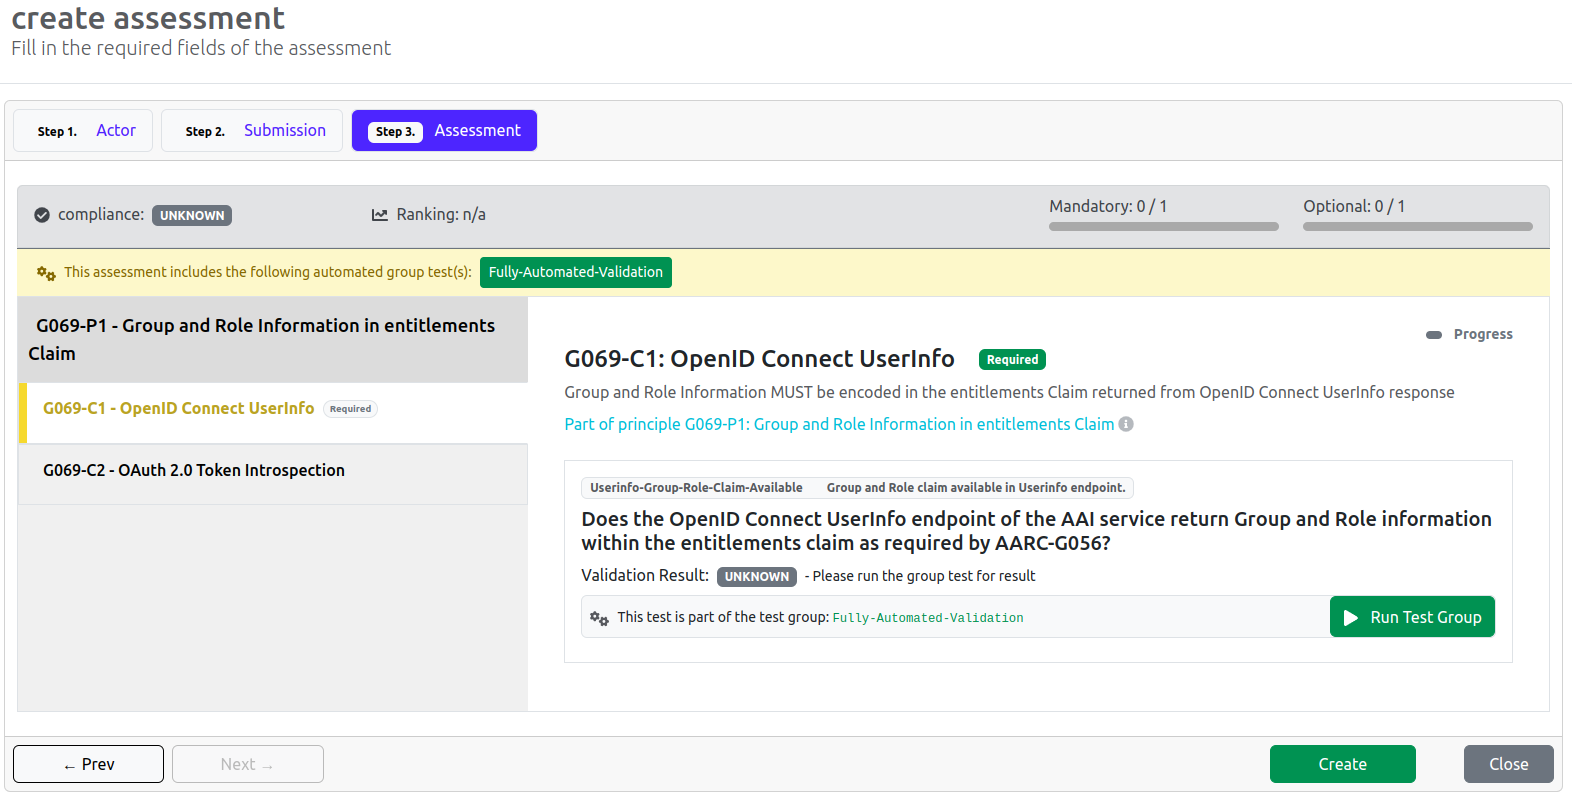 create assessment
Fill in the required fields of the assessment
Step 1. Actor
Step 2. Submission
Step 3. Assessment
compliance: UNKNOWN
Ranking: n/a
Mandatory: 0 / 1
Optional: 0 / 1
This assessment includes the following automated group test(s): Fully-Automated-Validation
G069-P1 - Group and Role Information in entitlements
Claim
G069-C1 - OpenID Connect UserInfo Required
G069-C2 - OAuth 2.0 Token Introspection
Progress
G069-C1: OpenID Connect UserInfo Required
Group and Role Information MUST be encoded in the entitlements Claim returned from OpenID Connect UserInfo response
Part of principle G069-P1: Group and Role Information in entitlements Claim
Userinfo-Group-Role-Claim-Available Group and Role claim available in Userinfo endpoint.
Does the OpenID Connect UserInfo endpoint of the AAI service return Group and Role information
within the entitlements claim as required by AARC-G056?
Validation Result: UNKNOWN - Please run the group test for result
This test is part of the test group: Fully-Automated-Validation
Run Test Group
← Prev
Next →
Create
Close